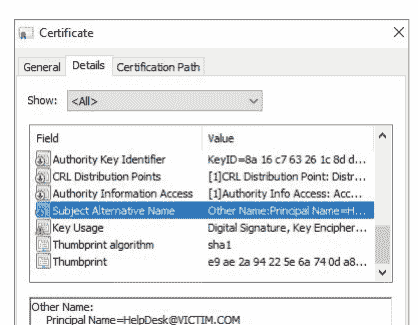 Certificate
General Details Certification Path
Show: <All>
Field Value
Authority Key Identifier KeyID=8a 16 c7 63 26 1c 8d d...
CRL Distribution Points [1]CRL Distribution Point: Distr...
Authority Information Access [1]Authority Info Access: Acc...
Subject Alternative Name Other Name:Principal Name=H...
Key Usage Digital Signature, Key Encipher...
Thumbprint algorithm sha1
Thumbprint e9 ae 2a 94 22 5e 6a 74 0d a8...
Other Name:
Principal Name=HelpDesk@VICTIM.COM